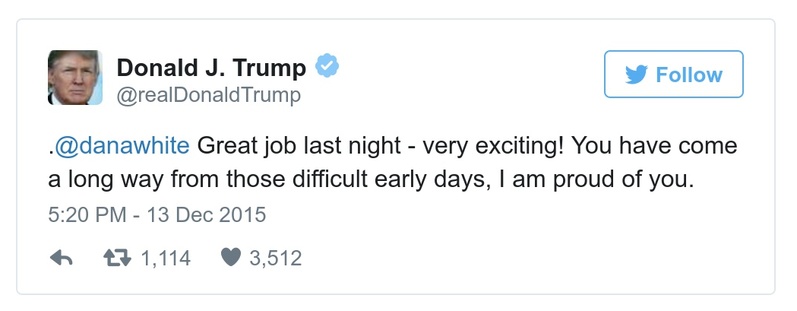 Donald J. Trump
@realDonaldTrump
Follow
.@danawhite Great job last night - very exciting! You have come
a long way from those difficult early days, I am proud of you.
5:20 PM - 13 Dec 2015
1,114 3,512